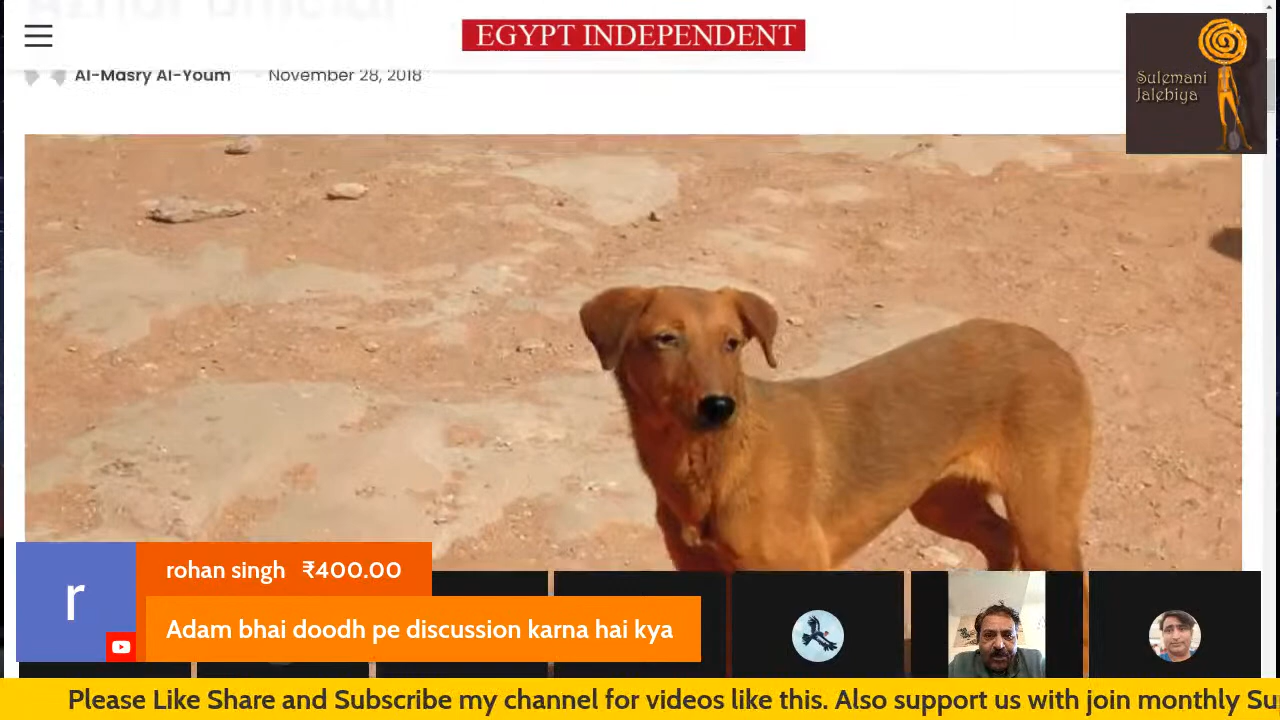 EGYPT INDEPENDENT
Al-Masry Al-Youm November 28, 2018
Sulemani
Jalebiya
r
rohan singh ₹400.00
Adam bhai doodh pe discussion karna hai kya
Please Like Share and Subscribe my channel for videos like this. Also support us with join monthly Su